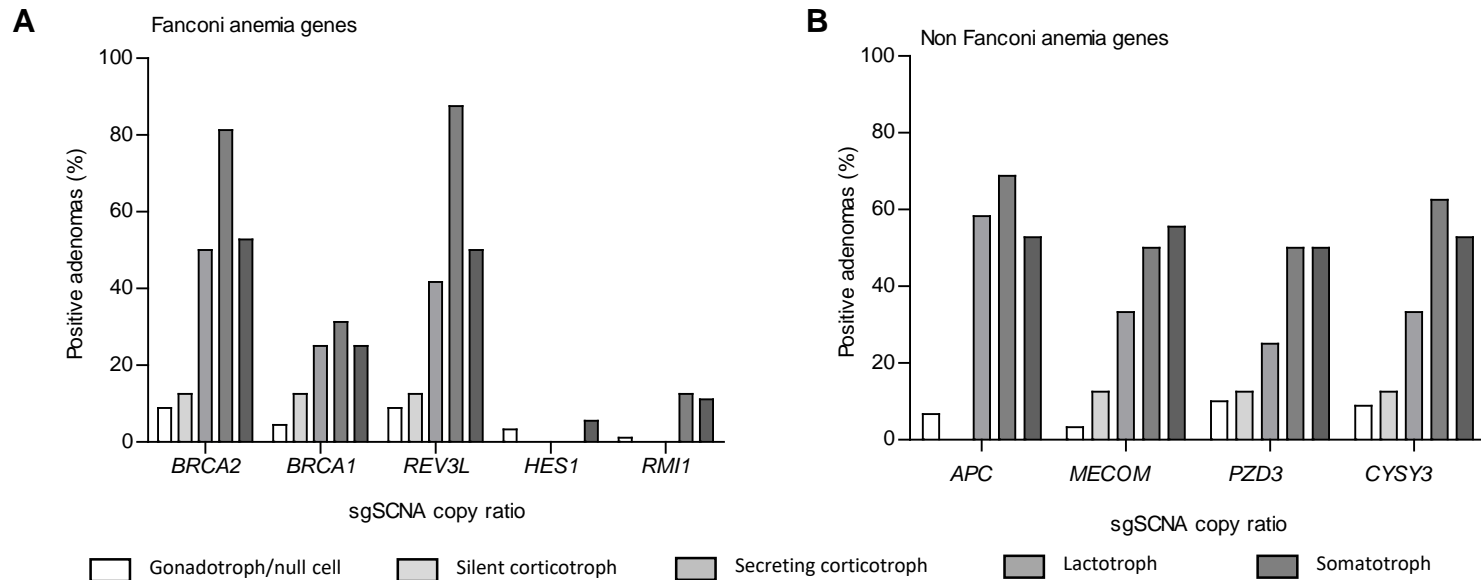 A
Fanconi anemia genes
100
80
60
40
20
0
Positive adenomas (%)
BRCA2 BRCA1 REV3L HES1 RMI1
sgSCNA copy ratio
B
Non Fanconi anemia genes
100
80
60
40
20
0
Positive adenomas (%)
APC MECOM PZD3 CYSY3
sgSCNA copy ratio
Gonadotroph/null cell Silent corticotroph Secreting corticotroph Lactotroph Somatotroph